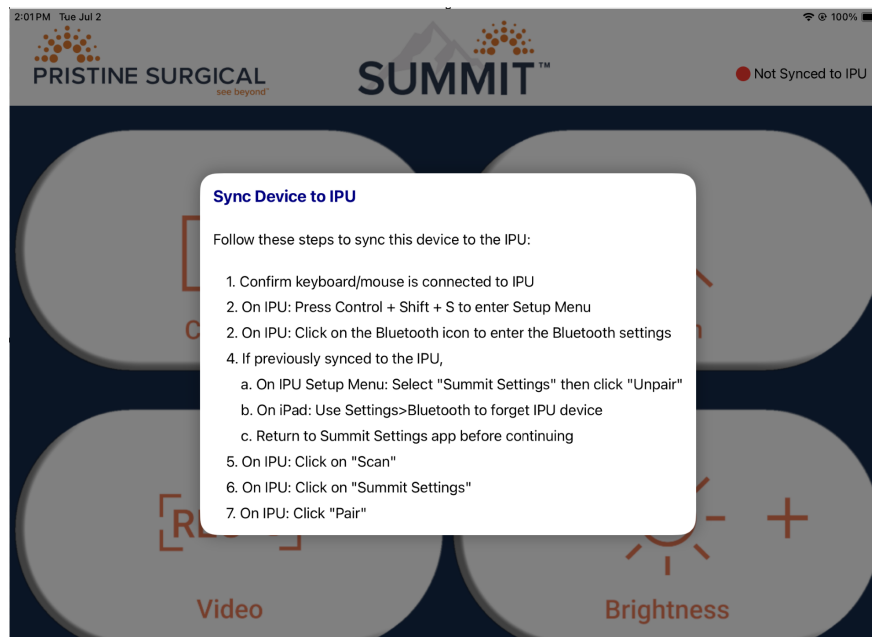 2:01 PM Tue Jul 2
100%
PRISTINE SURGICAL
see beyond
SUMMIT™
Not Synced to IPU
Sync Device to IPU
Follow these steps to sync this device to the IPU:
1. Confirm keyboard/mouse is connected to IPU
2. On IPU: Press Control + Shift + S to enter Setup Menu
2. On IPU: Click on the Bluetooth icon to enter the Bluetooth settings
4. If previously synced to the IPU,
a. On IPU Setup Menu: Select "Summit Settings" then click "Unpair"
b. On iPad: Use Settings>Bluetooth to forget IPU device
c. Return to Summit Settings app before continuing
5. On IPU: Click on "Scan"
6. On IPU: Click on "Summit Settings"
7. On IPU: Click "Pair"
Video
Brightness